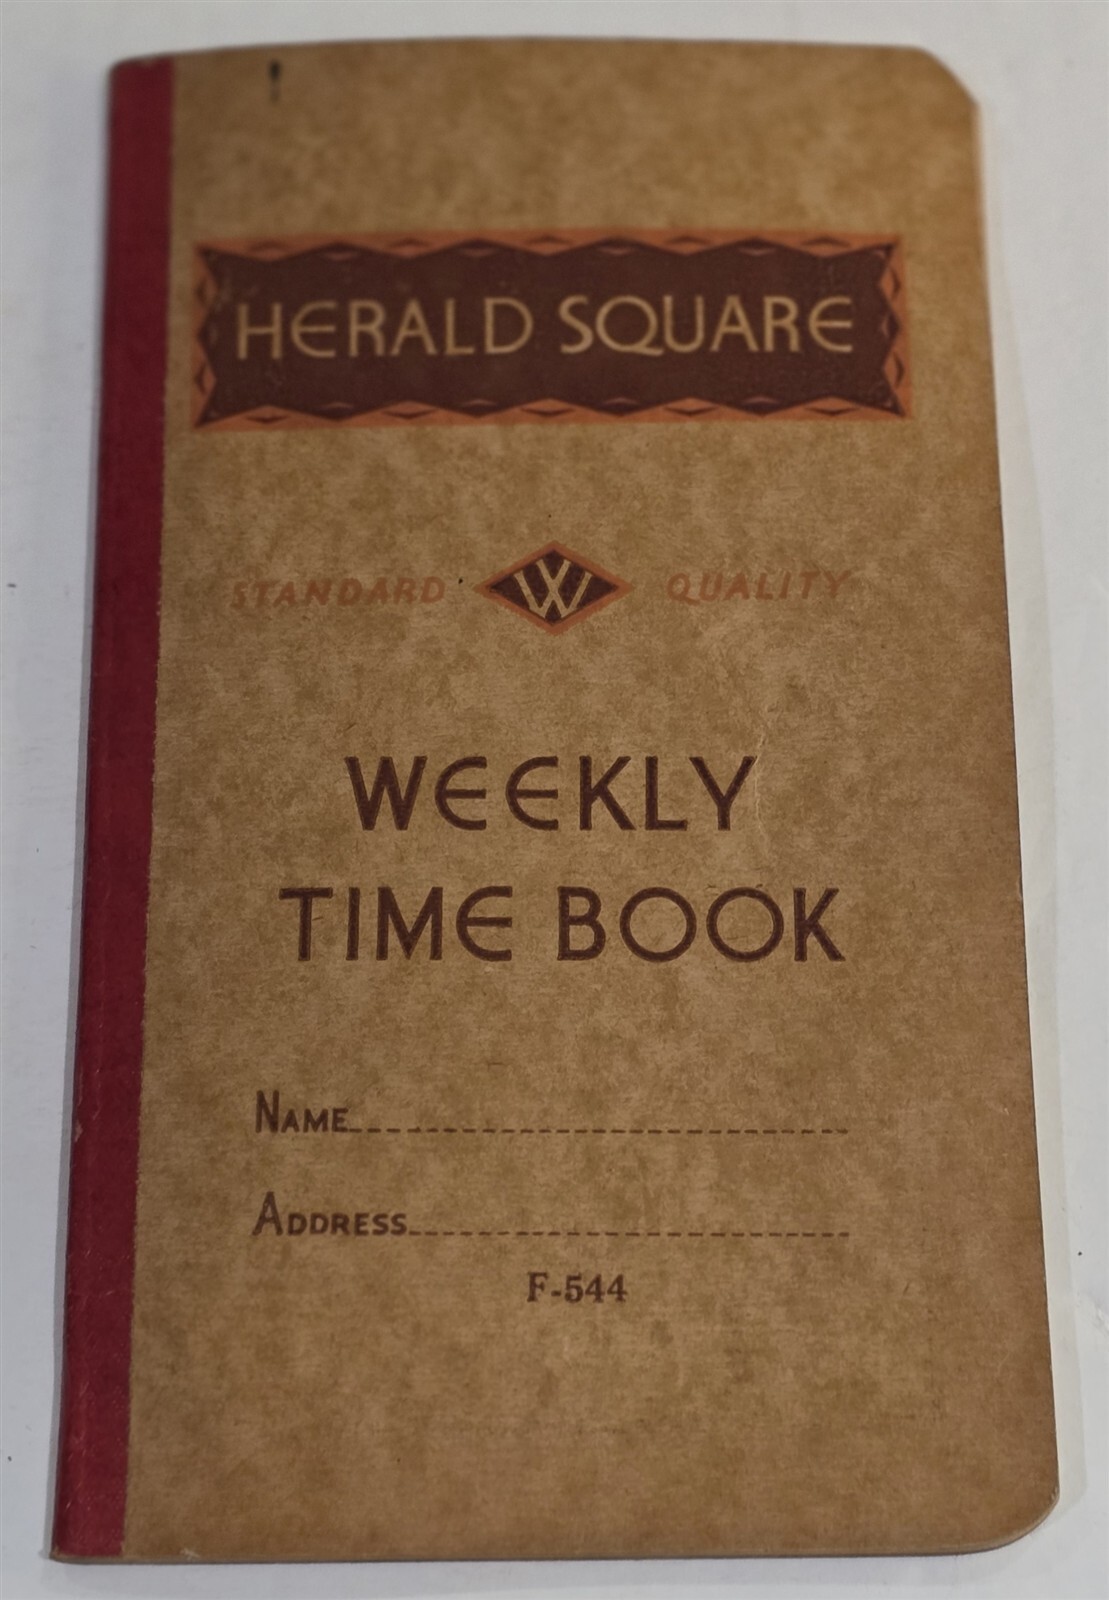 HERALD SQUARE
STANDARD W QUALITY
WEEKLY
TIME BOOK
NAME
ADDRESS
F-544